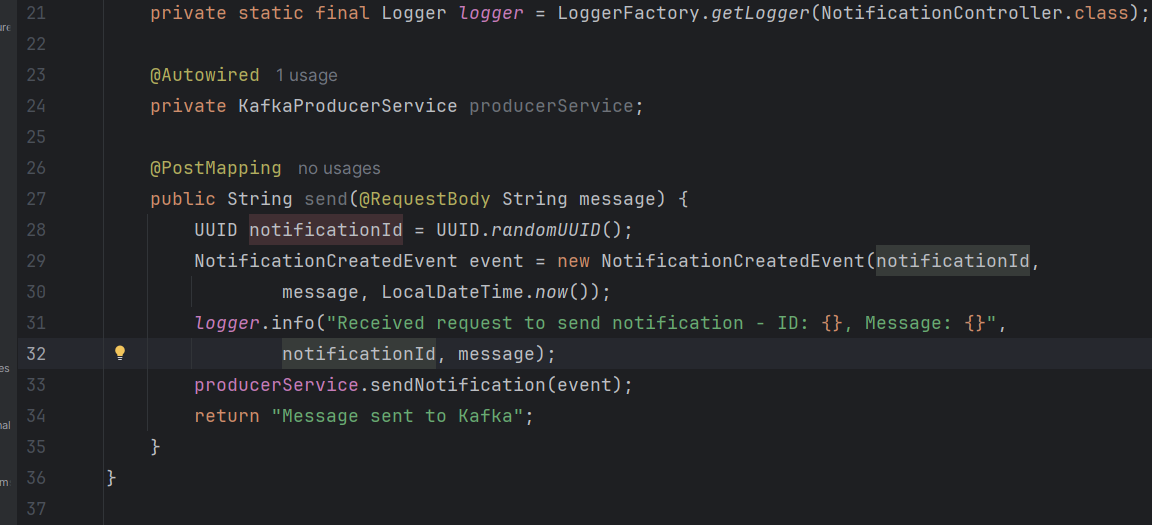 21 private static final Logger logger = LoggerFactory.getLogger(NotificationController.class);
22
23 @Autowired 1 usage
24 private KafkaProducerService producerService;
25
26 @PostMapping no usages
27 public String send(@RequestBody String message) {
28 UUID notificationId = UUID.randomUUID();
29 NotificationCreatedEvent event = new NotificationCreatedEvent(notificationId,
30 message, LocalDateTime.now());
31 logger.info("Received request to send notification - ID: {}, Message: {}",
32 notificationId, message);
33 producerService.sendNotification(event);
34 return "Message sent to Kafka";
35 }
36 }
37